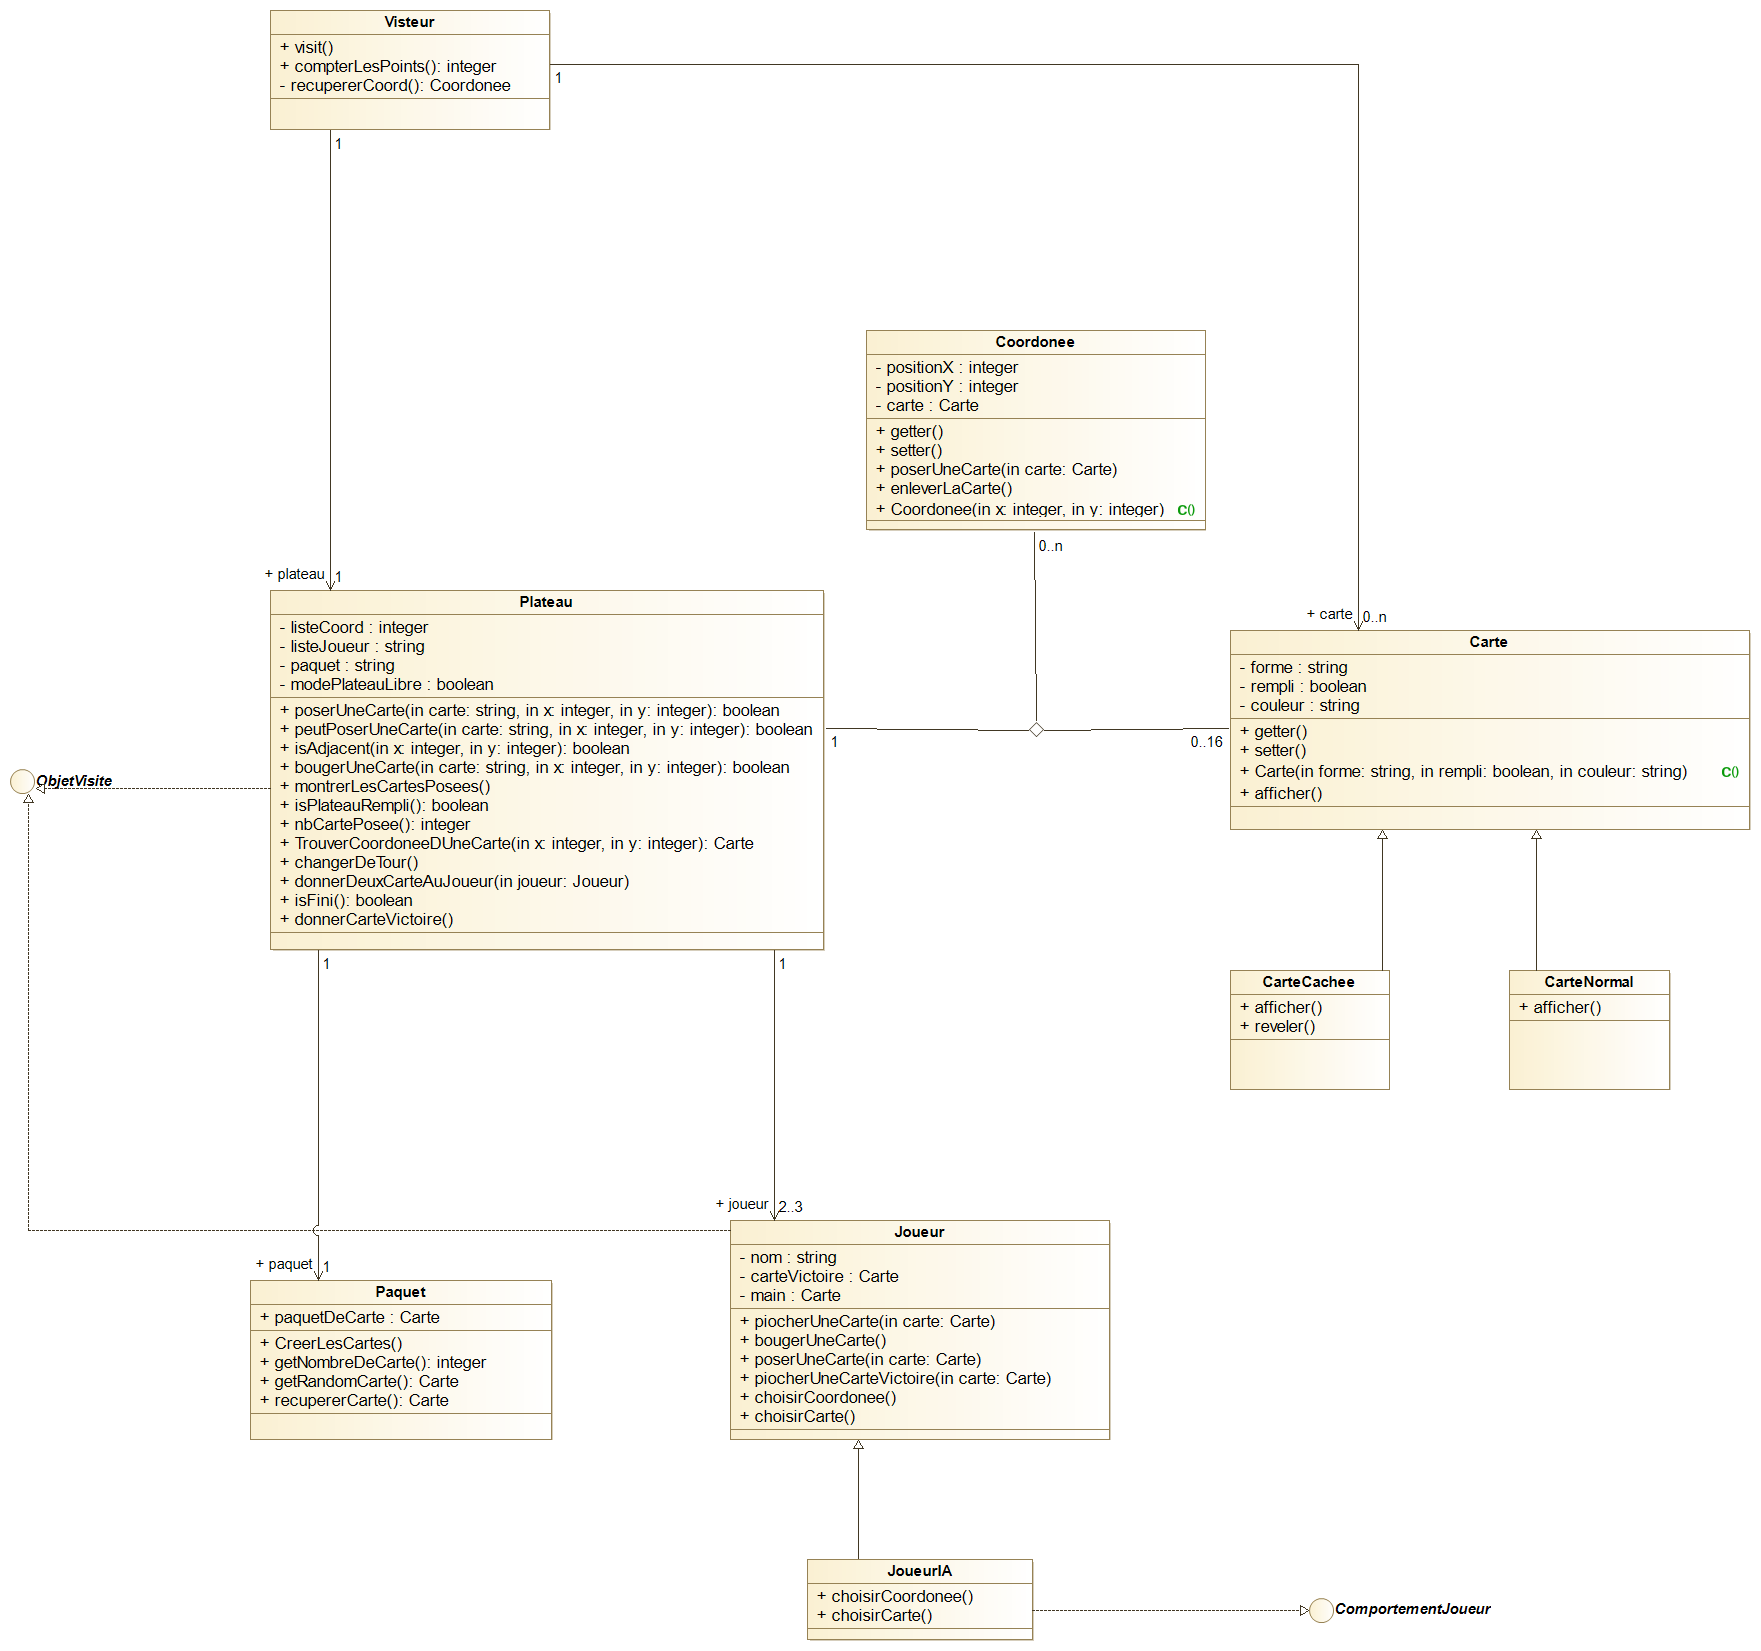 Visteur
+ visit()
+ compterLesPoints(): integer
- recupererCoord(): Coordonee
1
1
Coordonee
- positionX : integer
- positionY : integer
- carte : Carte
+ getter()
+ setter()
+ poserUneCarte(in carte: Carte)
+ enleverLaCarte()
+ Coordonee(in x: integer, in y: integer) C()
0..n
+ plateau 1
Plateau
- listeCoord : integer
- listeJoueur : string
- paquet : string
- modePlateauLibre : boolean
+ poserUneCarte(in carte: string, in x: integer, in y: integer): boolean
+ peutPoserUneCarte(in carte: string, in x: integer, in y: integer): boolean
+ isAdjacent(in x: integer, in y: integer): boolean
+ bougerUneCarte(in carte: string, in x: integer, in y: integer): boolean
+ montrerLesCartesPosees()
+ isPlateauRempli(): boolean
+ nbCartePosee(): integer
+ TrouverCoordoneeDUneCarte(in x: integer, in y: integer): Carte
+ changerDeTour()
+ donnerDeuxCarteAuJoueur(in joueur: Joueur)
+ isFini(): boolean
+ donnerCarteVictoire()
1
0..16
+ carte 0..n
Carte
- forme : string
- rempli : boolean
- couleur : string
+ getter()
+ setter()
+ Carte(in forme: string, in rempli: boolean, in couleur: string) C()
+ afficher()
ObjetVisite
CarteCachee
+ afficher()
+ reveler()
CarteNormal
+ afficher()
1
1
+ joueur 2..3
Joueur
- nom : string
- carteVictoire : Carte
- main : Carte
+ piocherUneCarte(in carte: Carte)
+ bougerUneCarte()
+ poserUneCarte(in carte: Carte)
+ piocherUneCarteVictoire(in carte: Carte)
+ choisirCoordonee()
+ choisirCarte()
+ paquet 1
Paquet
+ paquetDeCarte : Carte
+ CreerLesCartes()
+ getNombreDeCarte(): integer
+ getRandomCarte(): Carte
+ recupererCarte(): Carte
JoueurIA
+ choisirCoordonee()
+ choisirCarte()
ComportementJoueur